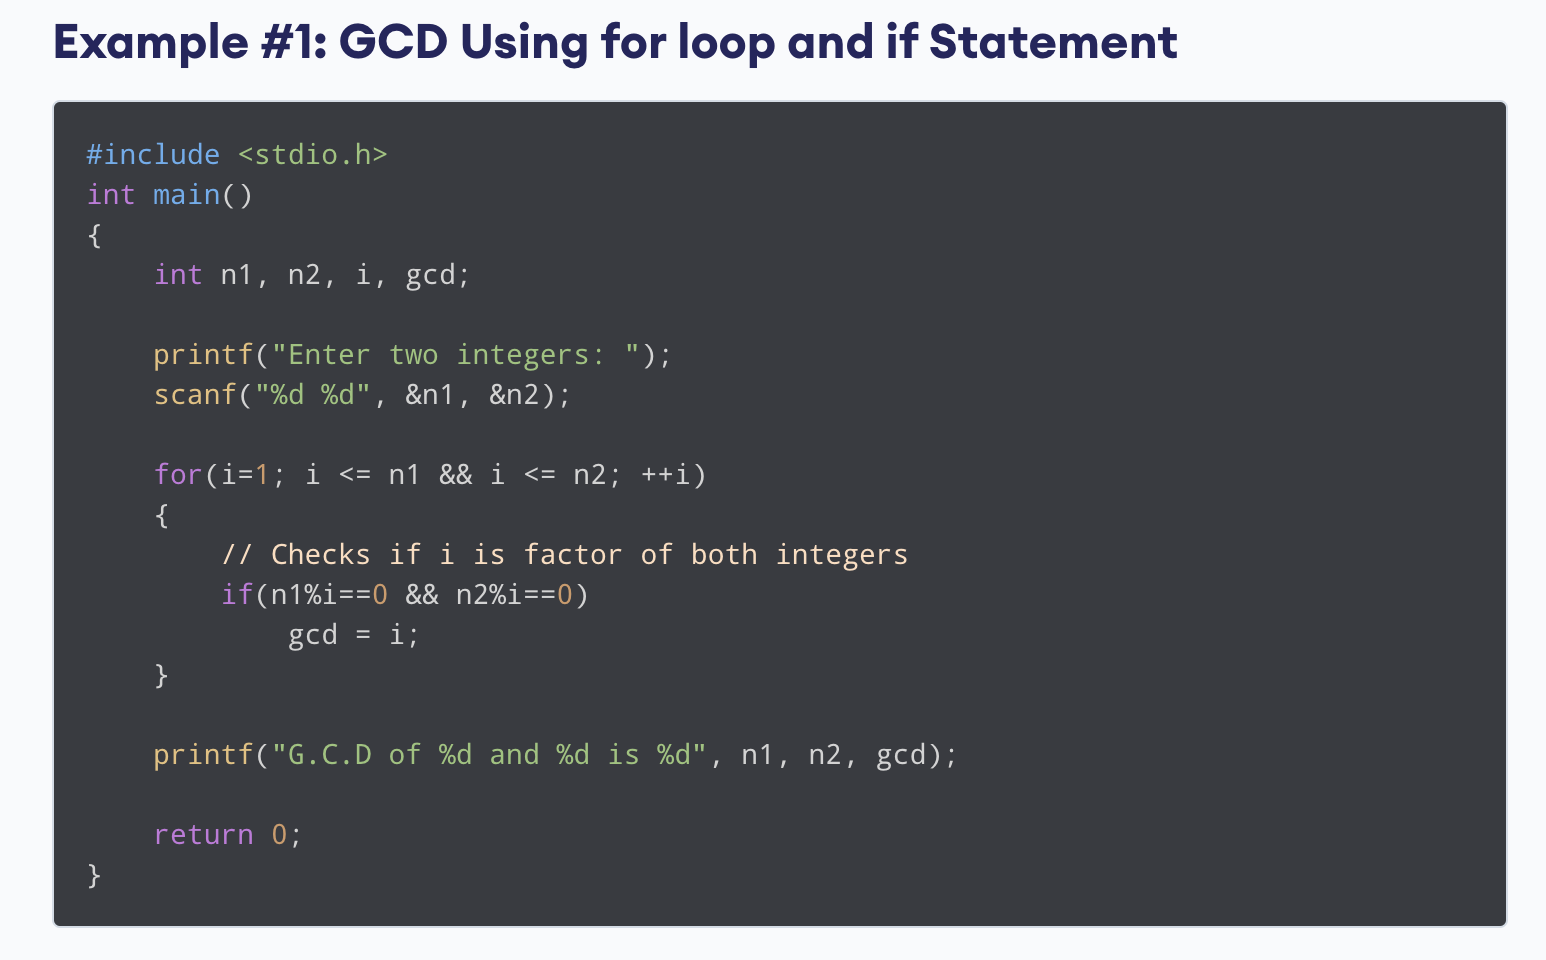 Example #1: GCD Using for loop and if Statement
#include <stdio.h>
int main()
{
    int n1, n2, i, gcd;

    printf("Enter two integers: ");
    scanf("%d %d", &n1, &n2);

    for(i=1; i <= n1 && i <= n2; ++i)
    {
        // Checks if i is factor of both integers
        if(n1%i==0 && n2%i==0)
            gcd = i;
    }

    printf("G.C.D of %d and %d is %d", n1, n2, gcd);

    return 0;
}